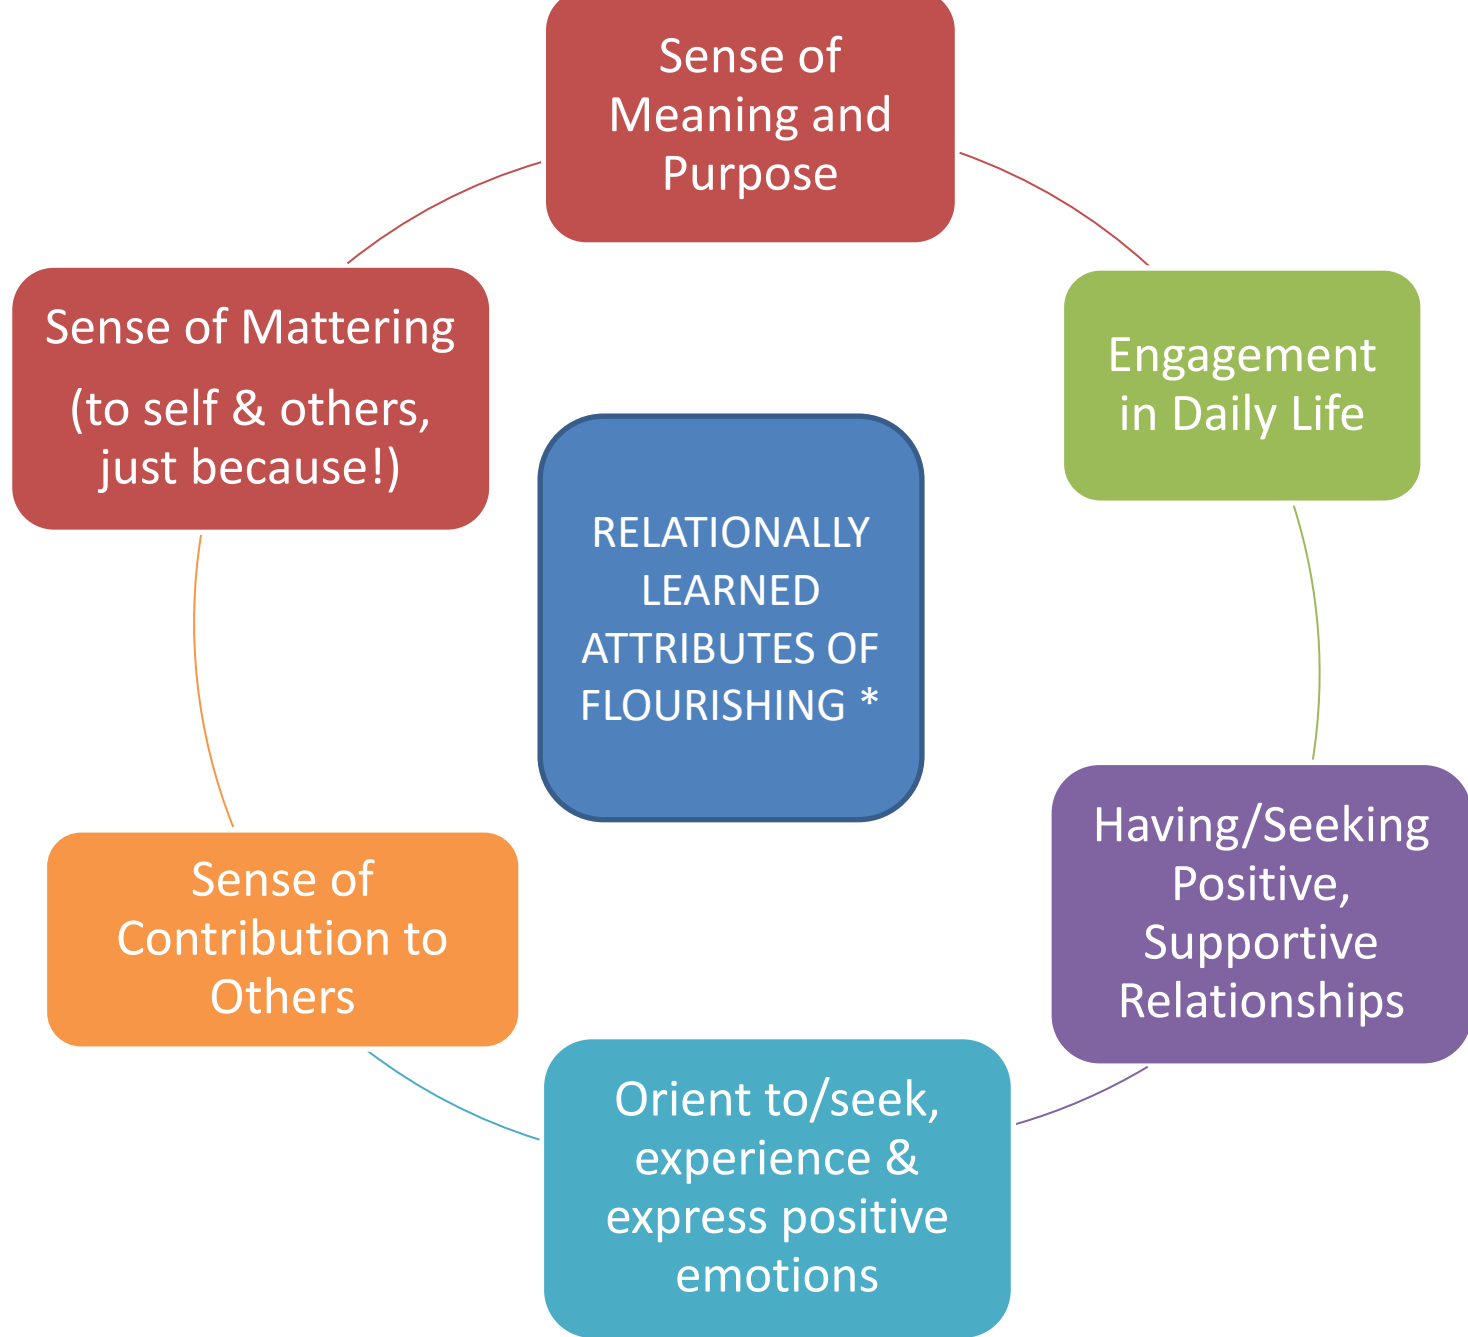 Sense of
Meaning and
Purpose
Engagement
in Daily Life
Having/Seeking
Positive,
Supportive
Relationships
Orient to/seek,
experience &
express positive
emotions
Sense of
Contribution to
Others
Sense of Mattering
(to self & others,
just because!)
RELATIONALLY
LEARNED
ATTRIBUTES OF
FLOURISHING *